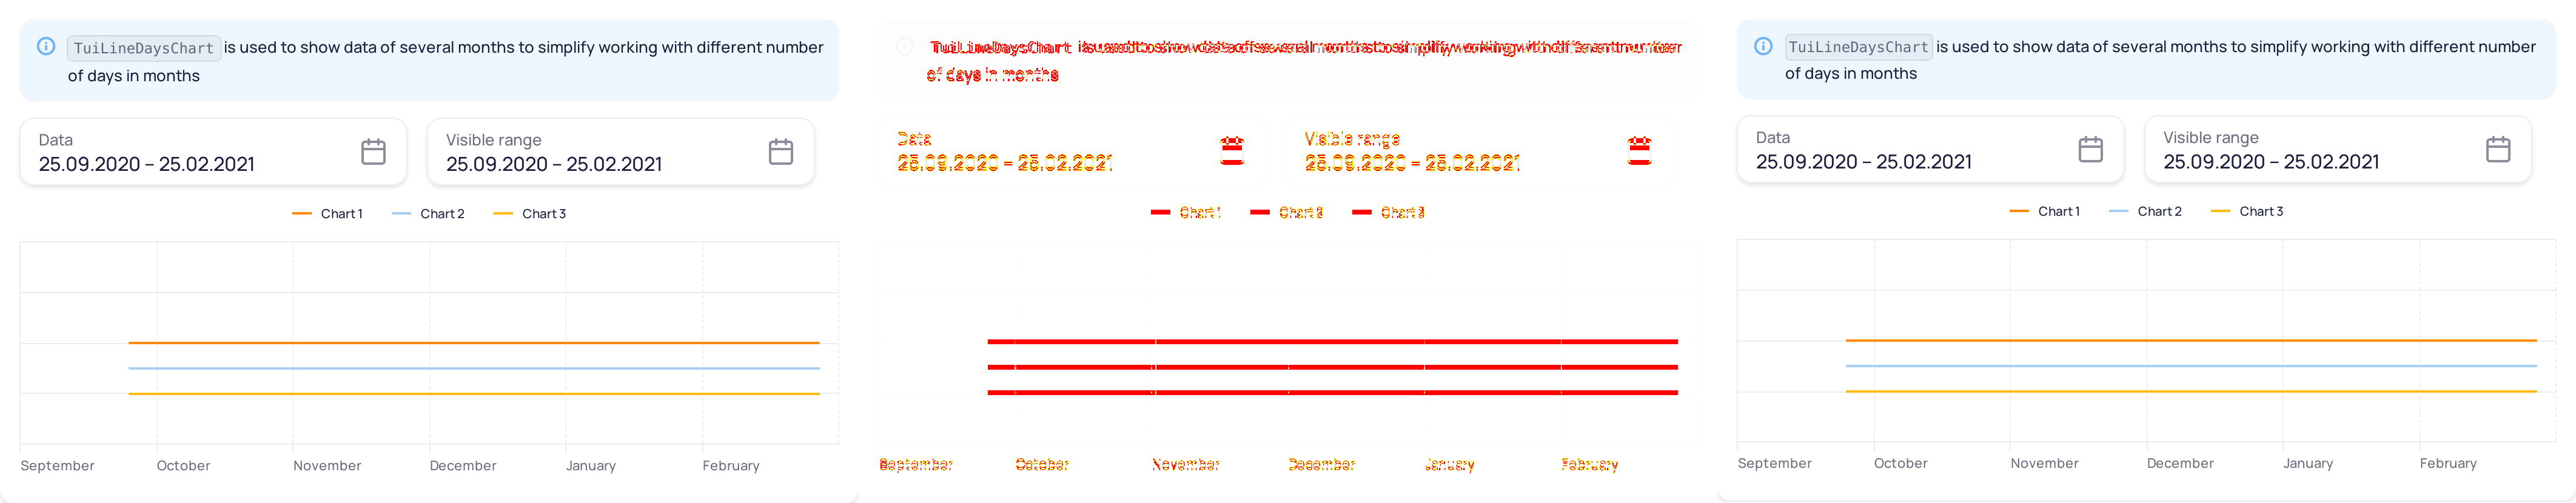 TuiLineDaysChart is used to show data of several months to simplify working with different number
of days in months
Data
25.09.2020 – 25.02.2021
Visible range
25.09.2020 – 25.02.2021
Chart 1 Chart 2 Chart 3
September October November December January February
TuiLineDaysChart is used to show data of several months to simplify working with different number
of days in months
Data
25.09.2020 – 25.02.2021
Visible range
25.09.2020 – 25.02.2021
Chart 1 Chart 2 Chart 3
September October November December January February
TuiLineDaysChart is used to show data of several months to simplify working with different number
of days in months
Data
25.09.2020 – 25.02.2021
Visible range
25.09.2020 – 25.02.2021
Chart 1 Chart 2 Chart 3
September October November December January February